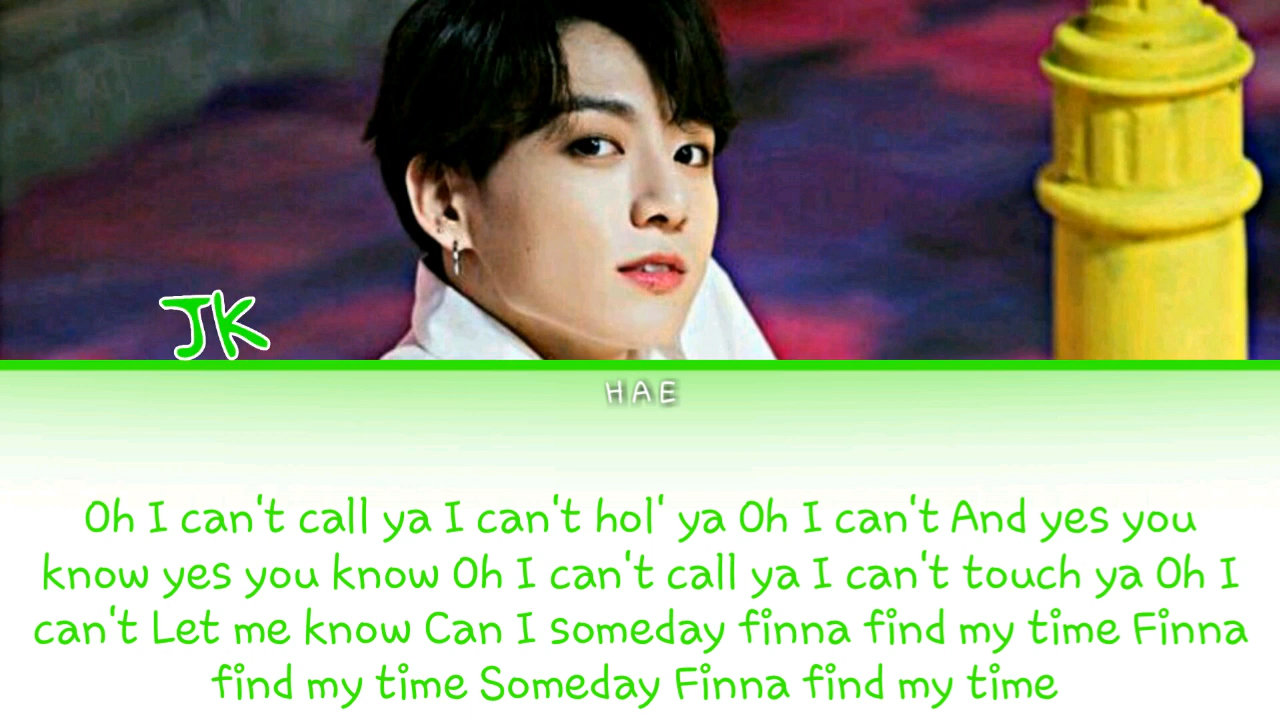 JK
HAE
Oh I can't call ya I can't hol' ya Oh I can't And yes you
know yes you know Oh I can't call ya I can't touch ya Oh I
can't Let me know Can I someday finna find my time Finna
find my time Someday Finna find my time